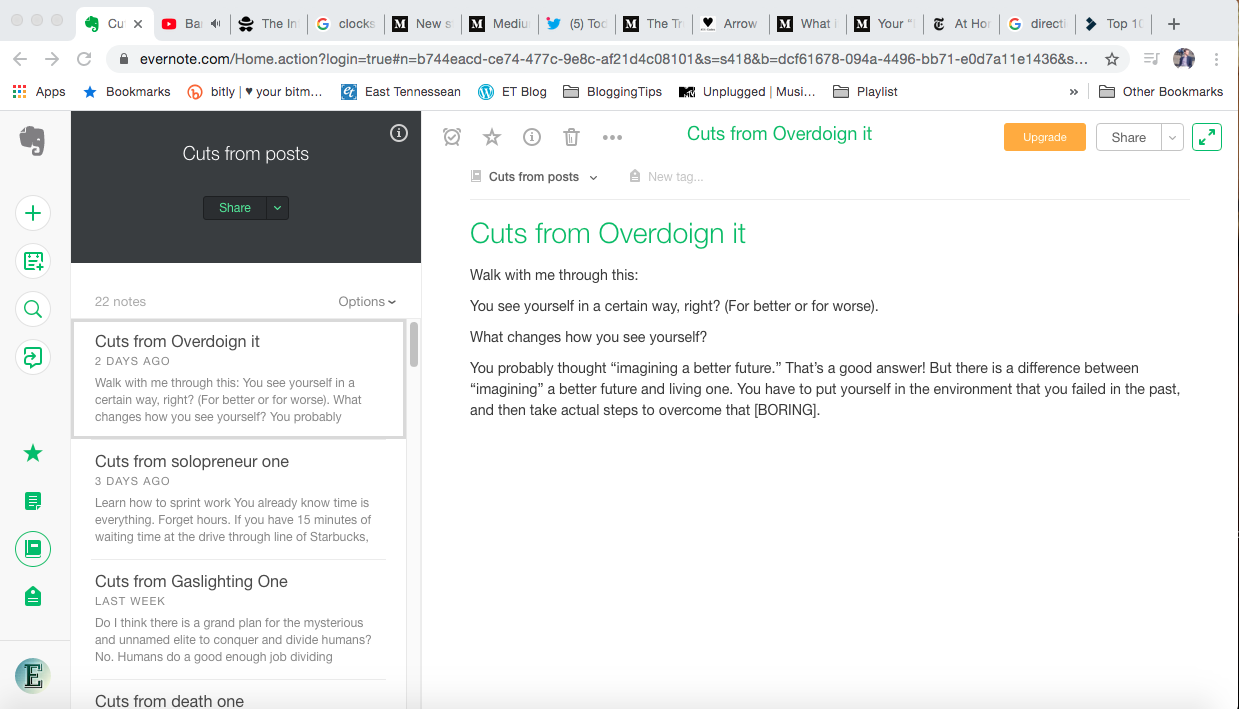 Cu
Ba
The In
clocks
New s
Mediu
(5) Toc
The Tr
Arrow
What i
Your "
At Hor
directi
Top 10
evernote.com/Home.action?login=true#n=b744eacd-ce74-477c-9e8c-af21d4c08101&s=s418&b=dcf61678-094a-4496-bb71-e0d7a11e1436&s...
Apps
Bookmarks
bitly | ♥ your bitm...
East Tennessean
ET Blog
BloggingTips
Unplugged | Musi...
Playlist
»
Other Bookmarks
Cuts from posts
Share
22 notes
Options
Cuts from Overdoign it
2 DAYS AGO
Walk with me through this: You see yourself in a
certain way, right? (For better or for worse). What
changes how you see yourself? You probably
Cuts from solopreneur one
3 DAYS AGO
Learn how to sprint work You already know time is
everything. Forget hours. If you have 15 minutes of
waiting time at the drive through line of Starbucks,
Cuts from Gaslighting One
LAST WEEK
Do I think there is a grand plan for the mysterious
and unnamed elite to conquer and divide humans?
No. Humans do a good enough job dividing
Cuts from death one
E
Cuts from Overdoign it
Upgrade
Share
Cuts from posts
New tag...
Cuts from Overdoign it
Walk with me through this:
You see yourself in a certain way, right? (For better or for worse).
What changes how you see yourself?
You probably thought “imagining a better future.” That’s a good answer! But there is a difference between
“imagining” a better future and living one. You have to put yourself in the environment that you failed in the past,
and then take actual steps to overcome that [BORING].